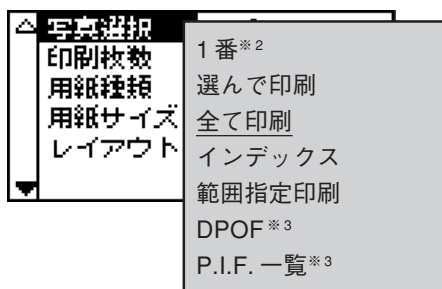 写真選択
印刷枚数
用紙種類
用紙サイズ
レイアウト
1 番※2
選んで印刷
全て印刷
インデックス
範囲指定印刷
DPOF※3
P.I.F. 一覧※3